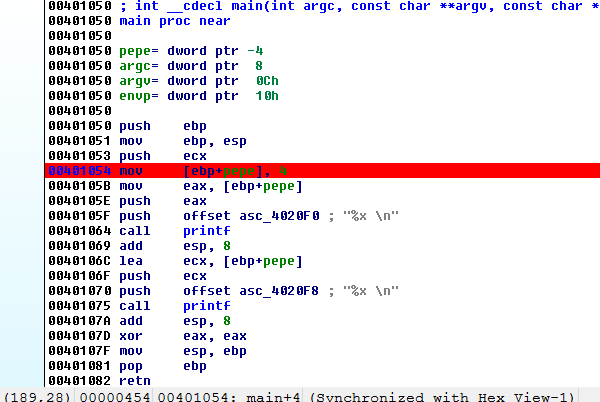 00401050 ; int __cdecl main(int argc, const char **argv, const char *
00401050 main proc near
00401050
00401050 pepe= dword ptr -4
00401050 argc= dword ptr  8
00401050 argv= dword ptr  0Ch
00401050 envp= dword ptr  10h
00401050
00401050 push    ebp
00401051 mov     ebp, esp
00401053 push    ecx
00401054 mov     [ebp+pepe], 4
0040105B mov     eax, [ebp+pepe]
0040105E push    eax
0040105F push    offset asc_4020F0 ; "%x \n"
00401064 call    printf
00401069 add     esp, 8
0040106C lea     ecx, [ebp+pepe]
0040106F push    ecx
00401070 push    offset asc_4020F8 ; "%x \n"
00401075 call    printf
0040107A add     esp, 8
0040107D xor     eax, eax
0040107F mov     esp, ebp
00401081 pop     ebp
00401082 retn
(189,28) 00000454 00401054: main+4 (Synchronized with Hex View-1)